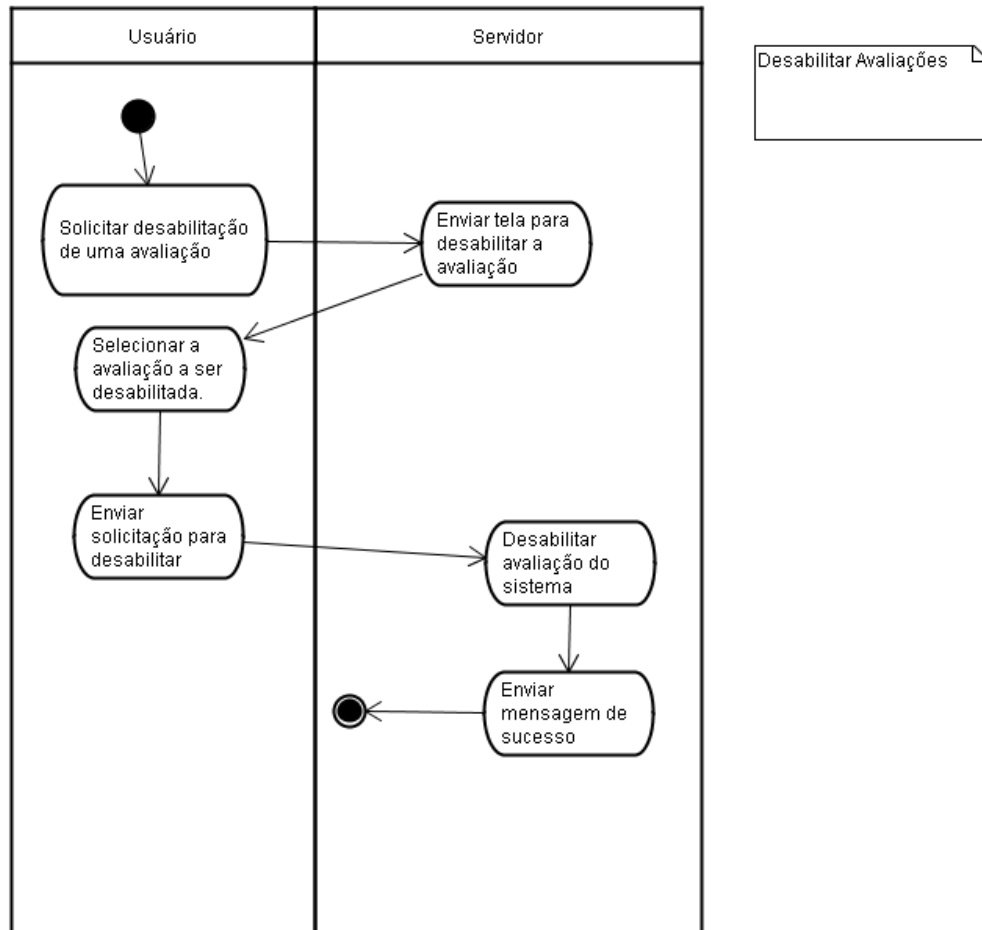 Usuário
Servidor
Desabilitar Avaliações
Solicitar desabilitação
de uma avaliação
Enviar tela para
desabilitar a
avaliação
Selecionar a
avaliação a ser
desabilitada.
Enviar
solicitação para
desabilitar
Desabilitar
avaliação do
sistema
Enviar
mensagem de
sucesso